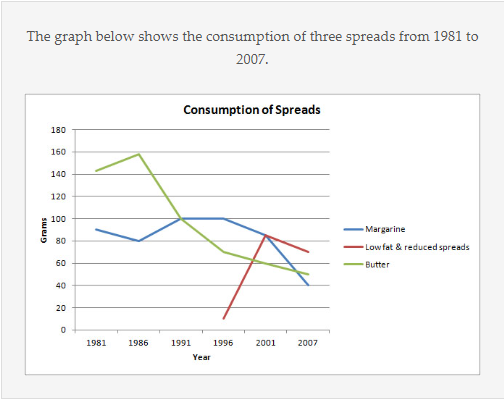 The graph below shows the consumption of three spreads from 1981 to
2007.
Consumption of Spreads
180
160
140
120
100
80
60
40
20
0
Grams
1981 1986 1991 1996 2001 2007
Year
Margarine
Low fat & reduced spreads
Butter